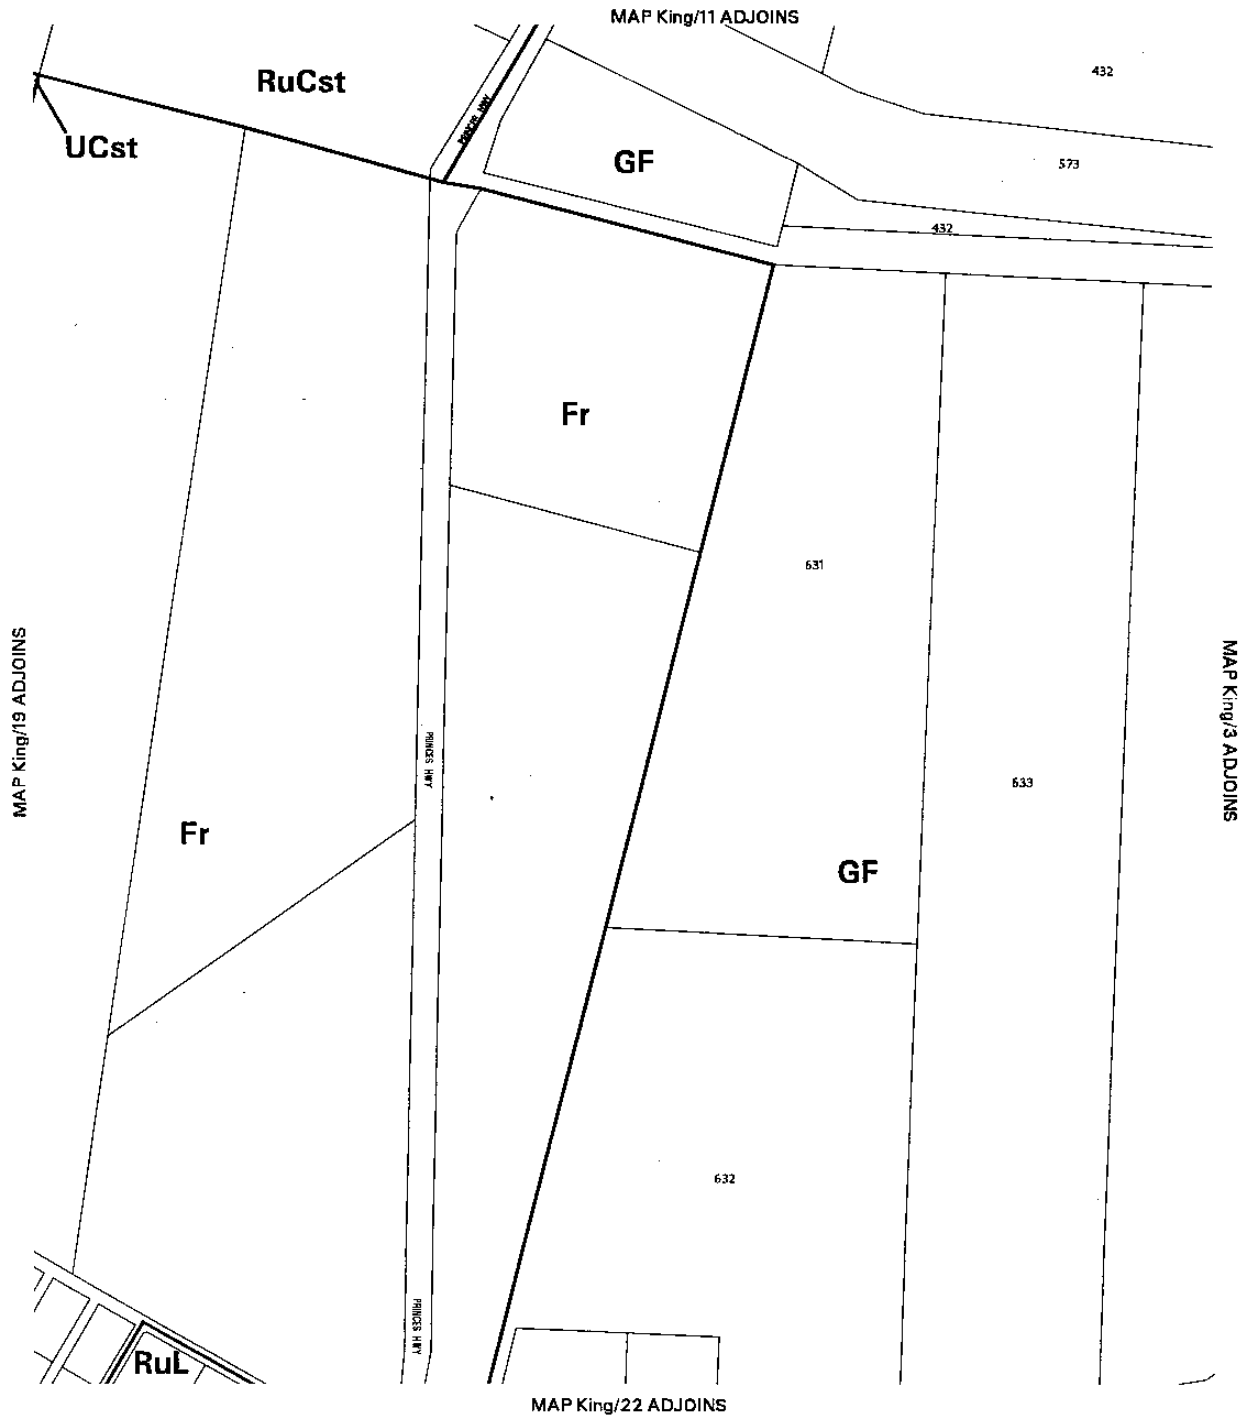 MAP King/11 ADJOINS
RuCst
432
UCst
PRINCES HWY
GF
573
432
Fr
631
MAP King/19 ADJOINS
MAP King/3 ADJOINS
PRINCES HWY
633
Fr
GF
632
PRINCES HWY
RuL
MAP King/22 ADJOINS